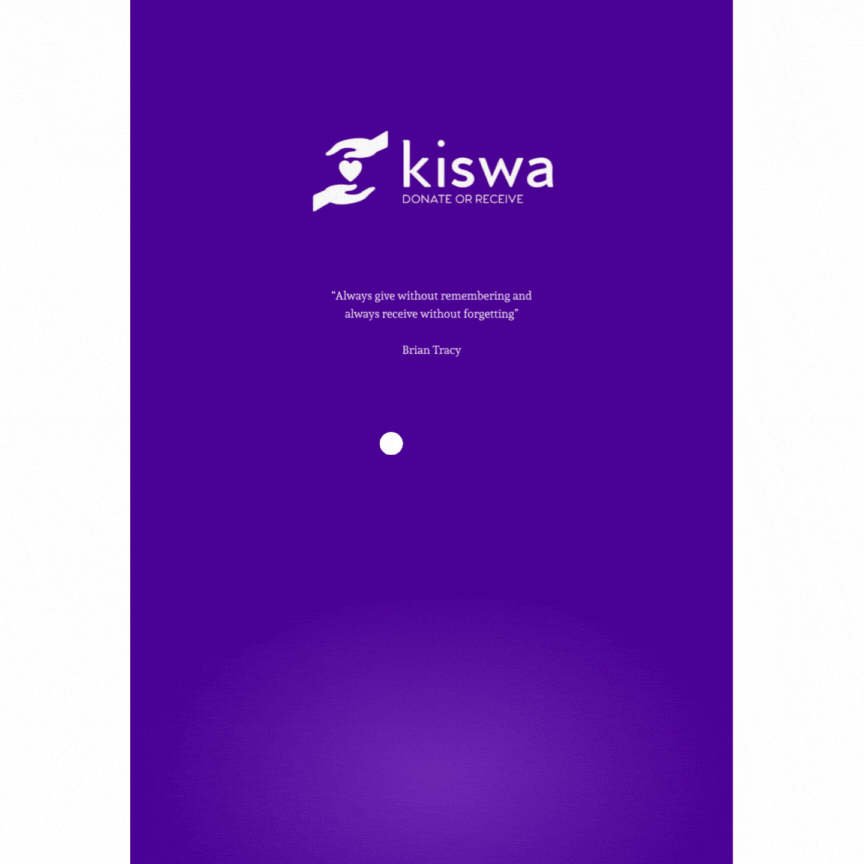 kiswa
DONATE OR RECEIVE
“Always give without remembering and
always receive without forgetting”
Brian Tracy